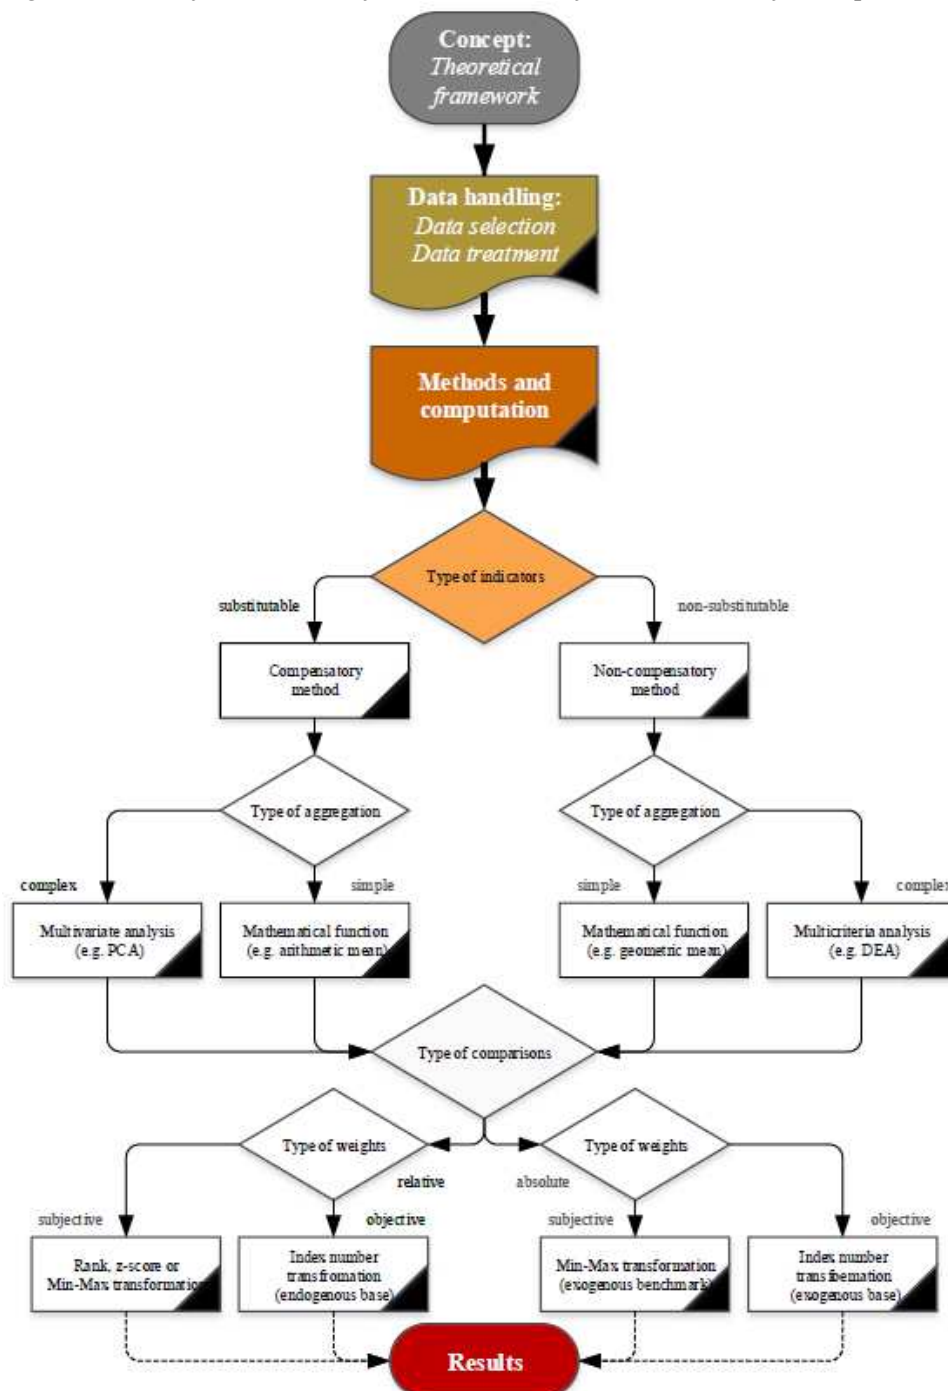 Concept:
Theoretical
framework
Data handling:
Data selection
Data treatment
Methods and
computation
Type of indicators
substitutable
non-substitutable
Compensatory
method
Non-compensatory
method
Type of aggregation
Type of aggregation
complex
simple
simple
complex
Multivariate analysis
(e.g. PCA)
Mathematical function
(e.g. arithmetic mean)
Mathematical function
(e.g. geometric mean)
Multicriteria analysis
(e.g. DEA)
Type of comparisons
Type of weights
Type of weights
relative
absolute
subjective
objective
subjective
objective
Rank, z-score or
Min-Max transformation
Index number
transfromation
(endogenous base)
Min-Max transformation
(exogenous benchmark)
Index number
(exogenous base)
Results